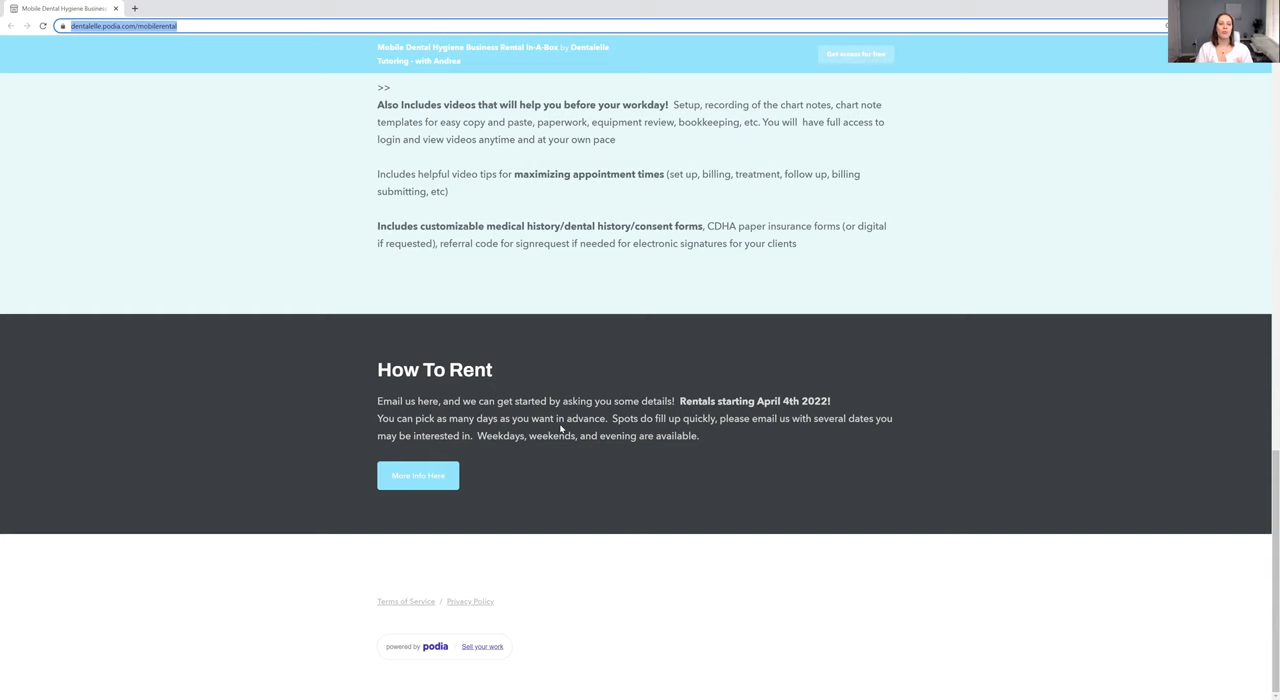 Mobile Dental Hygiene Business
dentalelle.podia.com/mobilerental
Mobile Dental Hygiene Business Rental In-A-Box by Dentalelle
Tutoring - with Andrea
Get access for free
>>
Also Includes videos that will help you before your workday! Setup, recording of the chart notes, chart note
templates for easy copy and paste, paperwork, equipment review, bookkeeping, etc. You will have full access to
login and view videos anytime and at your own pace
Includes helpful video tips for maximizing appointment times (set up, billing, treatment, follow up, billing
submitting, etc)
Includes customizable medical history/dental history/consent forms, CDHA paper insurance forms (or digital
if requested), referral code for signrequest if needed for electronic signatures for your clients
How To Rent
Email us here, and we can get started by asking you some details! Rentals starting April 4th 2022!
You can pick as many days as you want in advance. Spots do fill up quickly, please email us with several dates you
may be interested in. Weekdays, weekends, and evening are available.
More Info Here
Terms of Service / Privacy Policy
powered by podia Sell your work